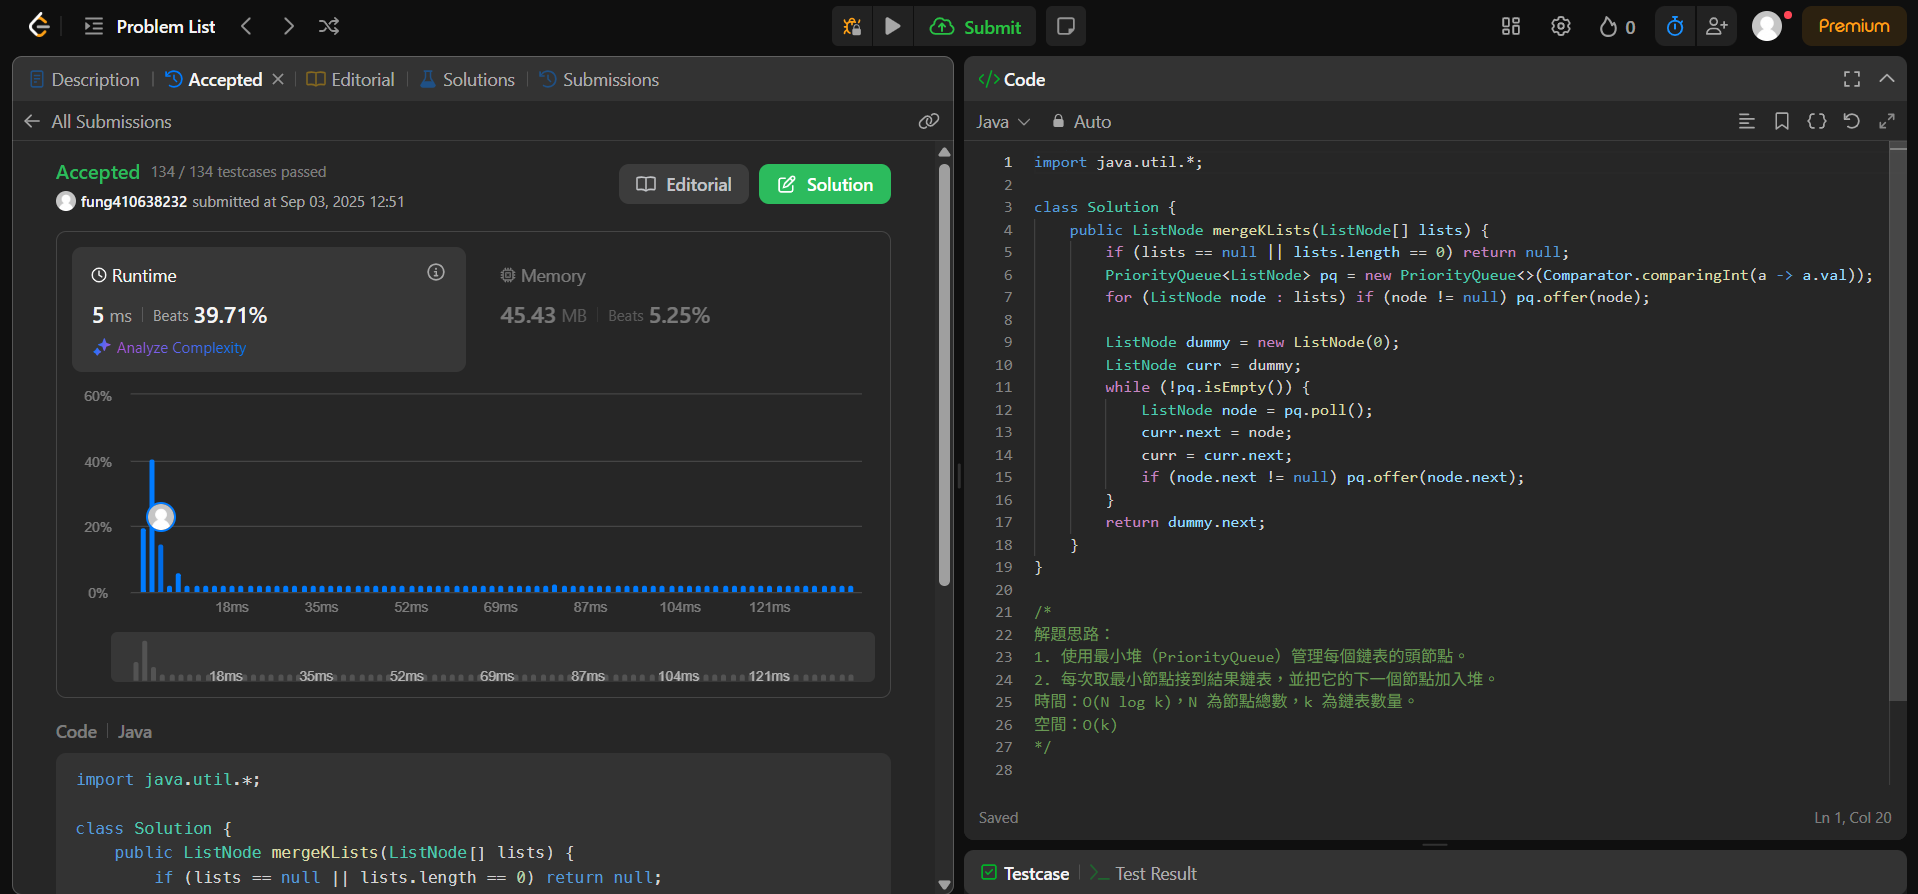 Problem List
Submit
0
Premium
Description
Accepted
Editorial
Solutions
Submissions
All Submissions
Accepted 134 / 134 testcases passed
fung410638232 submitted at Sep 03, 2025 12:51
Editorial
Solution
Runtime
5 ms Beats 39.71%
Analyze Complexity
Memory
45.43 MB Beats 5.25%
60%
40%
20%
0%
18ms 35ms 52ms 69ms 87ms 104ms 121ms
18ms 35ms 52ms 69ms 87ms 104ms 121ms
Code Java
import java.util.*;
class Solution {
public ListNode mergeKLists(ListNode[] lists) {
if (lists == null || lists.length == 0) return null;
</> Code
Java Auto
1 import java.util.*;
2
3 class Solution {
4 public ListNode mergeKLists(ListNode[] lists) {
5 if (lists == null || lists.length == 0) return null;
6 PriorityQueue<ListNode> pq = new PriorityQueue<>(Comparator.comparingInt(a -> a.val));
7 for (ListNode node : lists) if (node != null) pq.offer(node);
8
9 ListNode dummy = new ListNode(0);
10 ListNode curr = dummy;
11 while (!pq.isEmpty()) {
12 ListNode node = pq.poll();
13 curr.next = node;
14 curr = curr.next;
15 if (node.next != null) pq.offer(node.next);
16 }
17 return dummy.next;
18 }
19 }
20
21 /*
22 解題思路：
23 1. 使用最小堆（PriorityQueue）管理每個鏈表的頭節點。
24 2. 每次取最小節點接到結果鏈表，並把它的下一個節點加入堆。
25 時間：O(N log k)，N 為節點總數，k 為鏈表數量。
26 空間：O(k)
27 */
28
Saved
Ln 1, Col 20
Testcase
Test Result